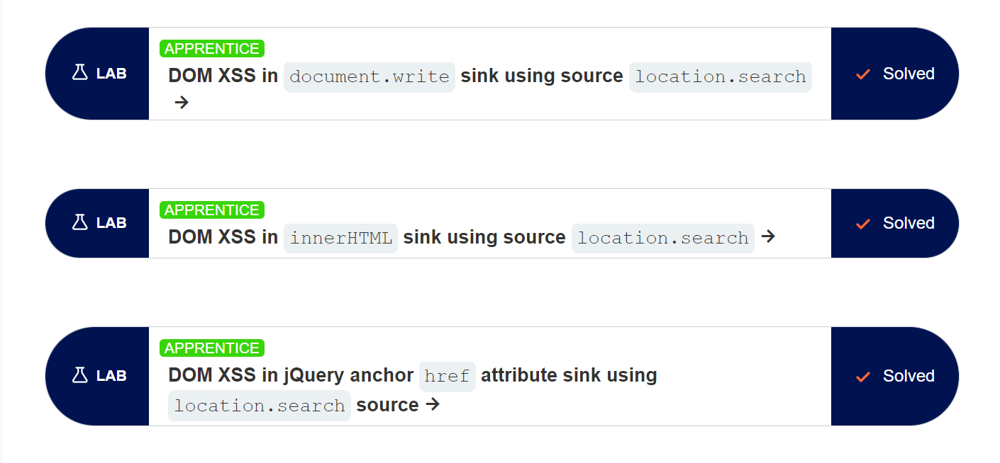 APPRENTICE
LAB DOM XSS in document.write sink using source location.search Solved
→
APPRENTICE
LAB DOM XSS in innerHTML sink using source location.search → Solved
APPRENTICE
LAB DOM XSS in jQuery anchor href attribute sink using Solved
location.search source →